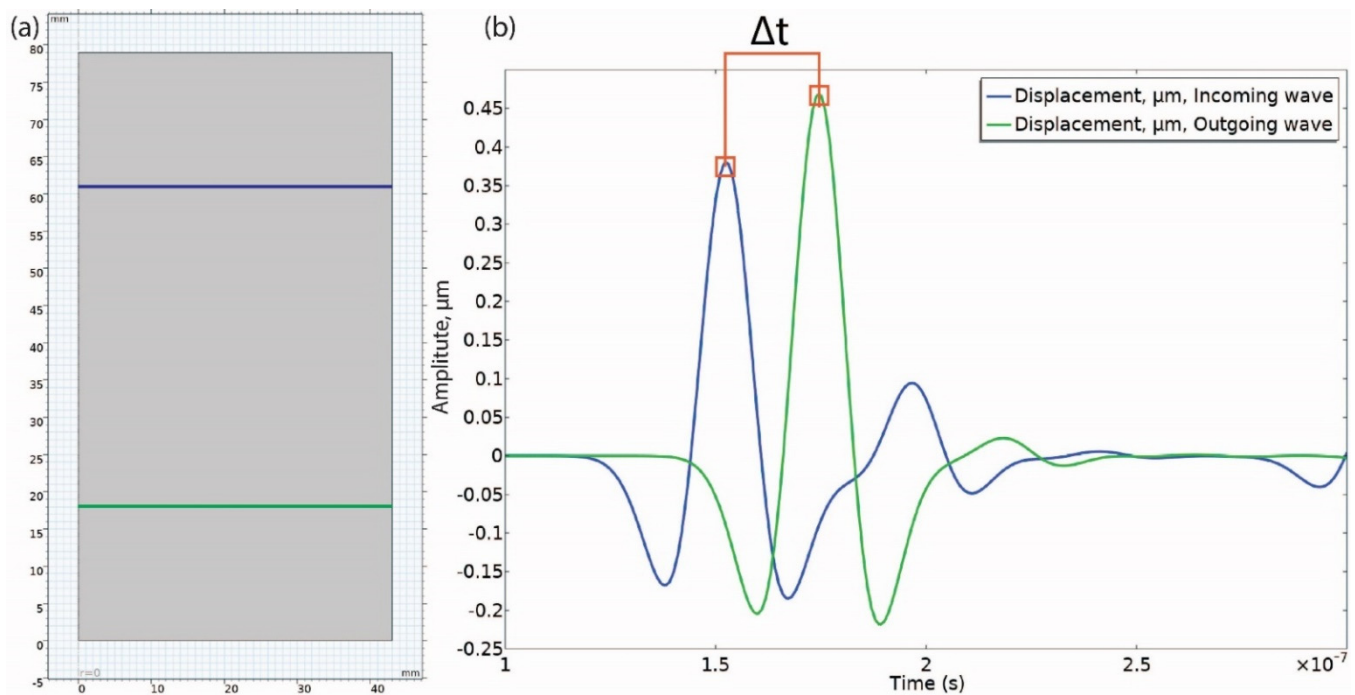 (a)
mm
80
75
70
65
60
55
50
45
40
35
30
25
20
15
10
5
0
-5
r=0
mm
0 10 20 30 40
(b)
Δt
Displacement, µm, Incoming wave
Displacement, µm, Outgoing wave
Amplitute, µm
0.45
0.4
0.35
0.3
0.25
0.2
0.15
0.1
0.05
0
-0.05
-0.1
-0.15
-0.2
-0.25
1 1.5 2 2.5 ×10⁻⁷
Time (s)